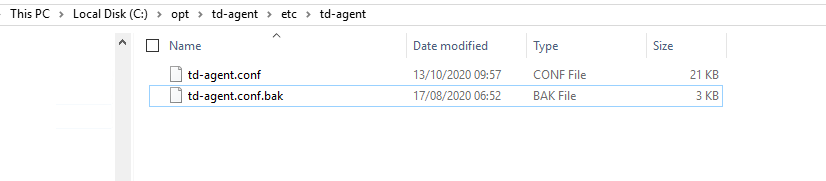 This PC > Local Disk (C:) > opt > td-agent > etc > td-agent
Name Date modified Type Size
td-agent.conf 13/10/2020 09:57 CONF File 21 KB
td-agent.conf.bak 17/08/2020 06:52 BAK File 3 KB